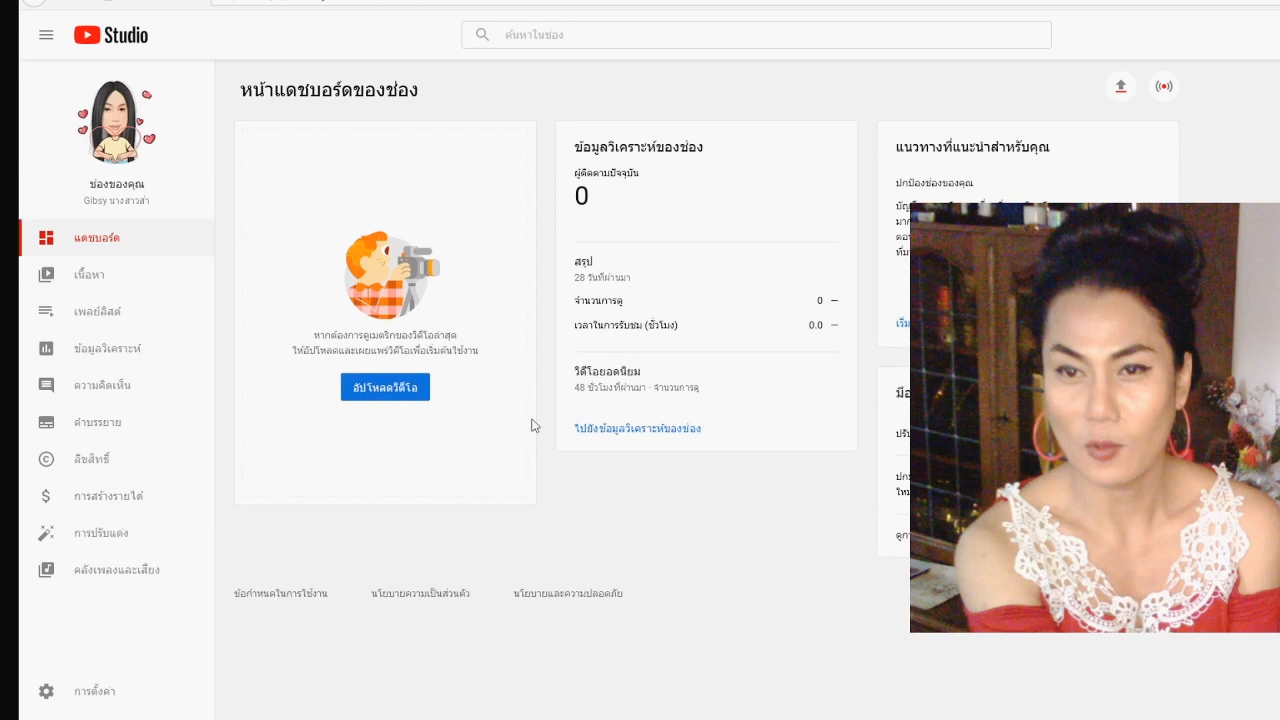 Studio
ค้นหาในช่อง
หน้าแดชบอร์ดของช่อง
ช่องของคุณ
Gibsy นางสาวส่า
แดชบอร์ด
เนื้อหา
เพลย์ลิสต์
ข้อมูลวิเคราะห์
ความคิดเห็น
คำบรรยาย
ลิขสิทธิ์
การสร้างรายได้
การปรับแต่ง
คลังเพลงและเสียง
การตั้งค่า
หากต้องการดูเมตริกของวิดีโอล่าสุด
ให้อัปโหลดและเผยแพร่วิดีโอเพื่อเริ่มต้นใช้งาน
อัปโหลดวิดีโอ
ข้อมูลวิเคราะห์ของช่อง
ผู้ติดตามปัจจุบัน
0
สรุป
28 วันที่ผ่านมา
จำนวนการดู 0 —
เวลาในการรับชม (ชั่วโมง) 0.0 —
วิดีโอยอดนิยม
48 ชั่วโมงที่ผ่านมา · จำนวนการดู
ไปยังข้อมูลวิเคราะห์ของช่อง
แนวทางที่แนะนำสำหรับคุณ
ปกป้องช่องของคุณ
ข้อกำหนดในการใช้งาน
นโยบายความเป็นส่วนตัว
นโยบายและความปลอดภัย